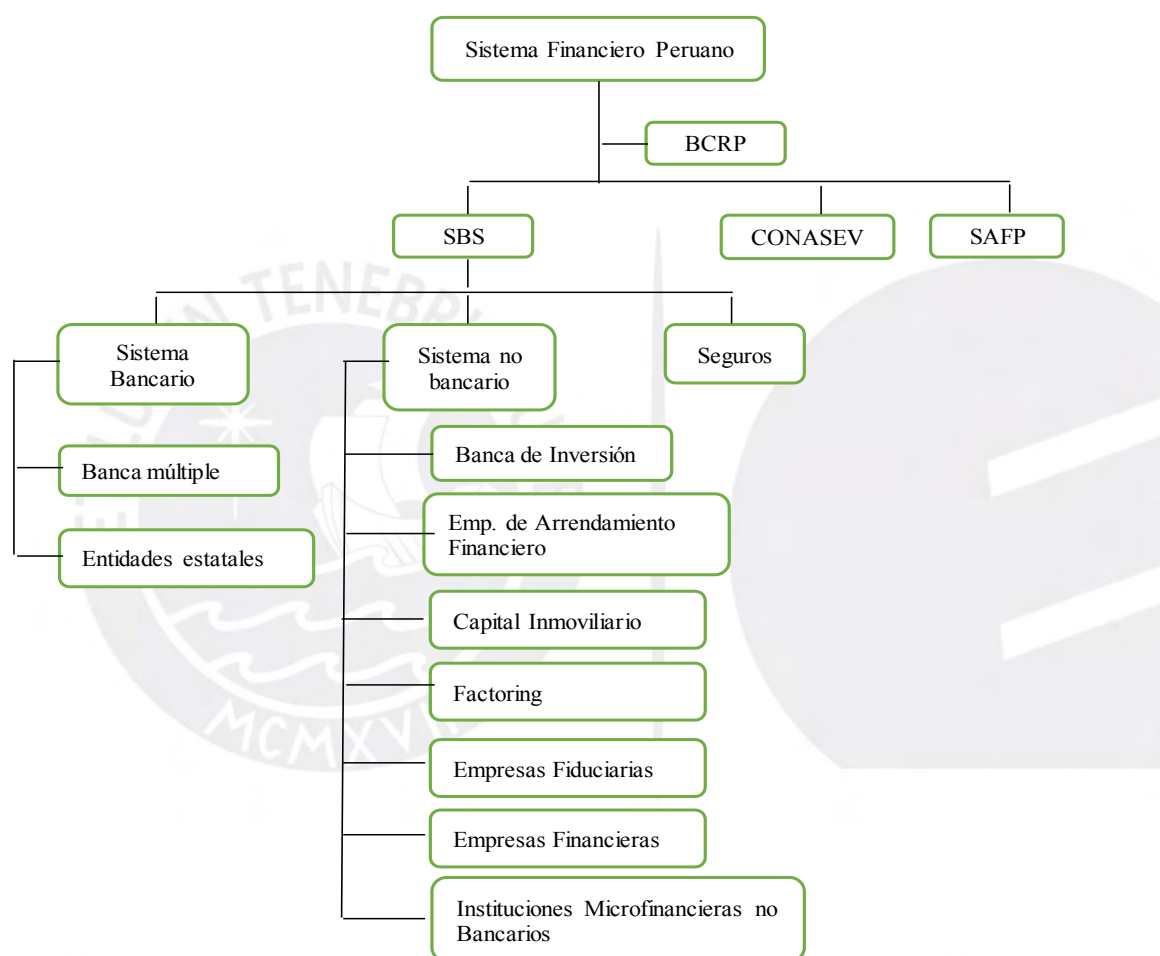 Sistema Financiero Peruano
BCRP
SBS
CONASEV
SAFP
Sistema
Bancario
Sistema no
bancario
Seguros
Banca múltiple
Entidades estatales
Banca de Inversión
Emp. de Arrendamiento
Financiero
Capital Inmoviliario
Factoring
Empresas Fiduciarias
Empresas Financieras
Instituciones Microfinancieras no
Bancarios